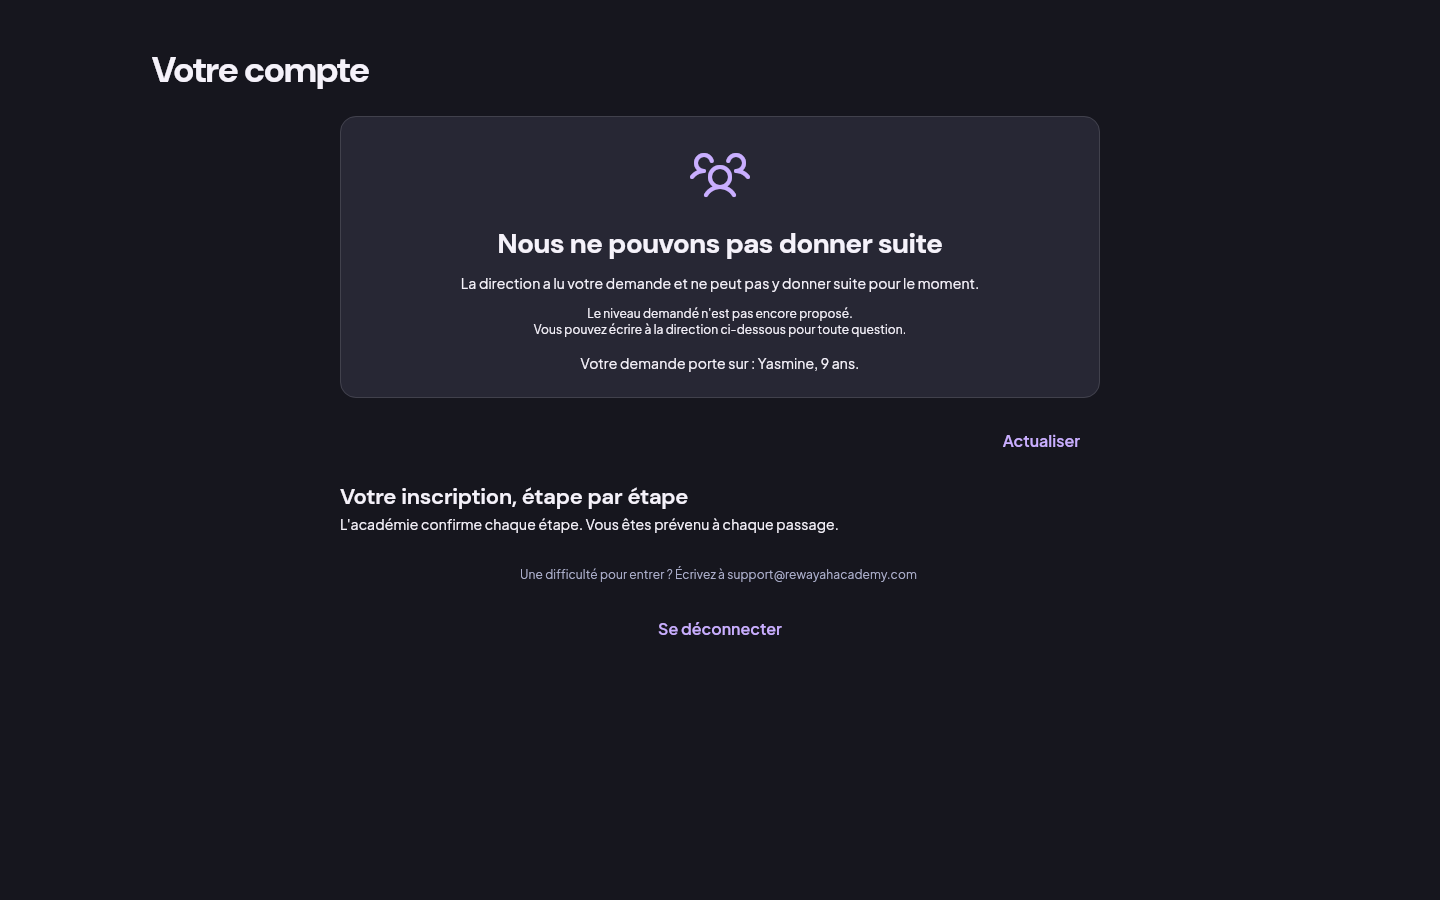 Votre compte
Nous ne pouvons pas donner suite
La direction a lu votre demande et ne peut pas y donner suite pour le moment.
Le niveau demandé n'est pas encore proposé.
Vous pouvez écrire à la direction ci-dessous pour toute question.
Votre demande porte sur : Yasmine, 9 ans.
Actualiser
Votre inscription, étape par étape
L'académie confirme chaque étape. Vous êtes prévenu à chaque passage.
Une difficulté pour entrer ? Écrivez à support@rewayahacademy.com
Se déconnecter